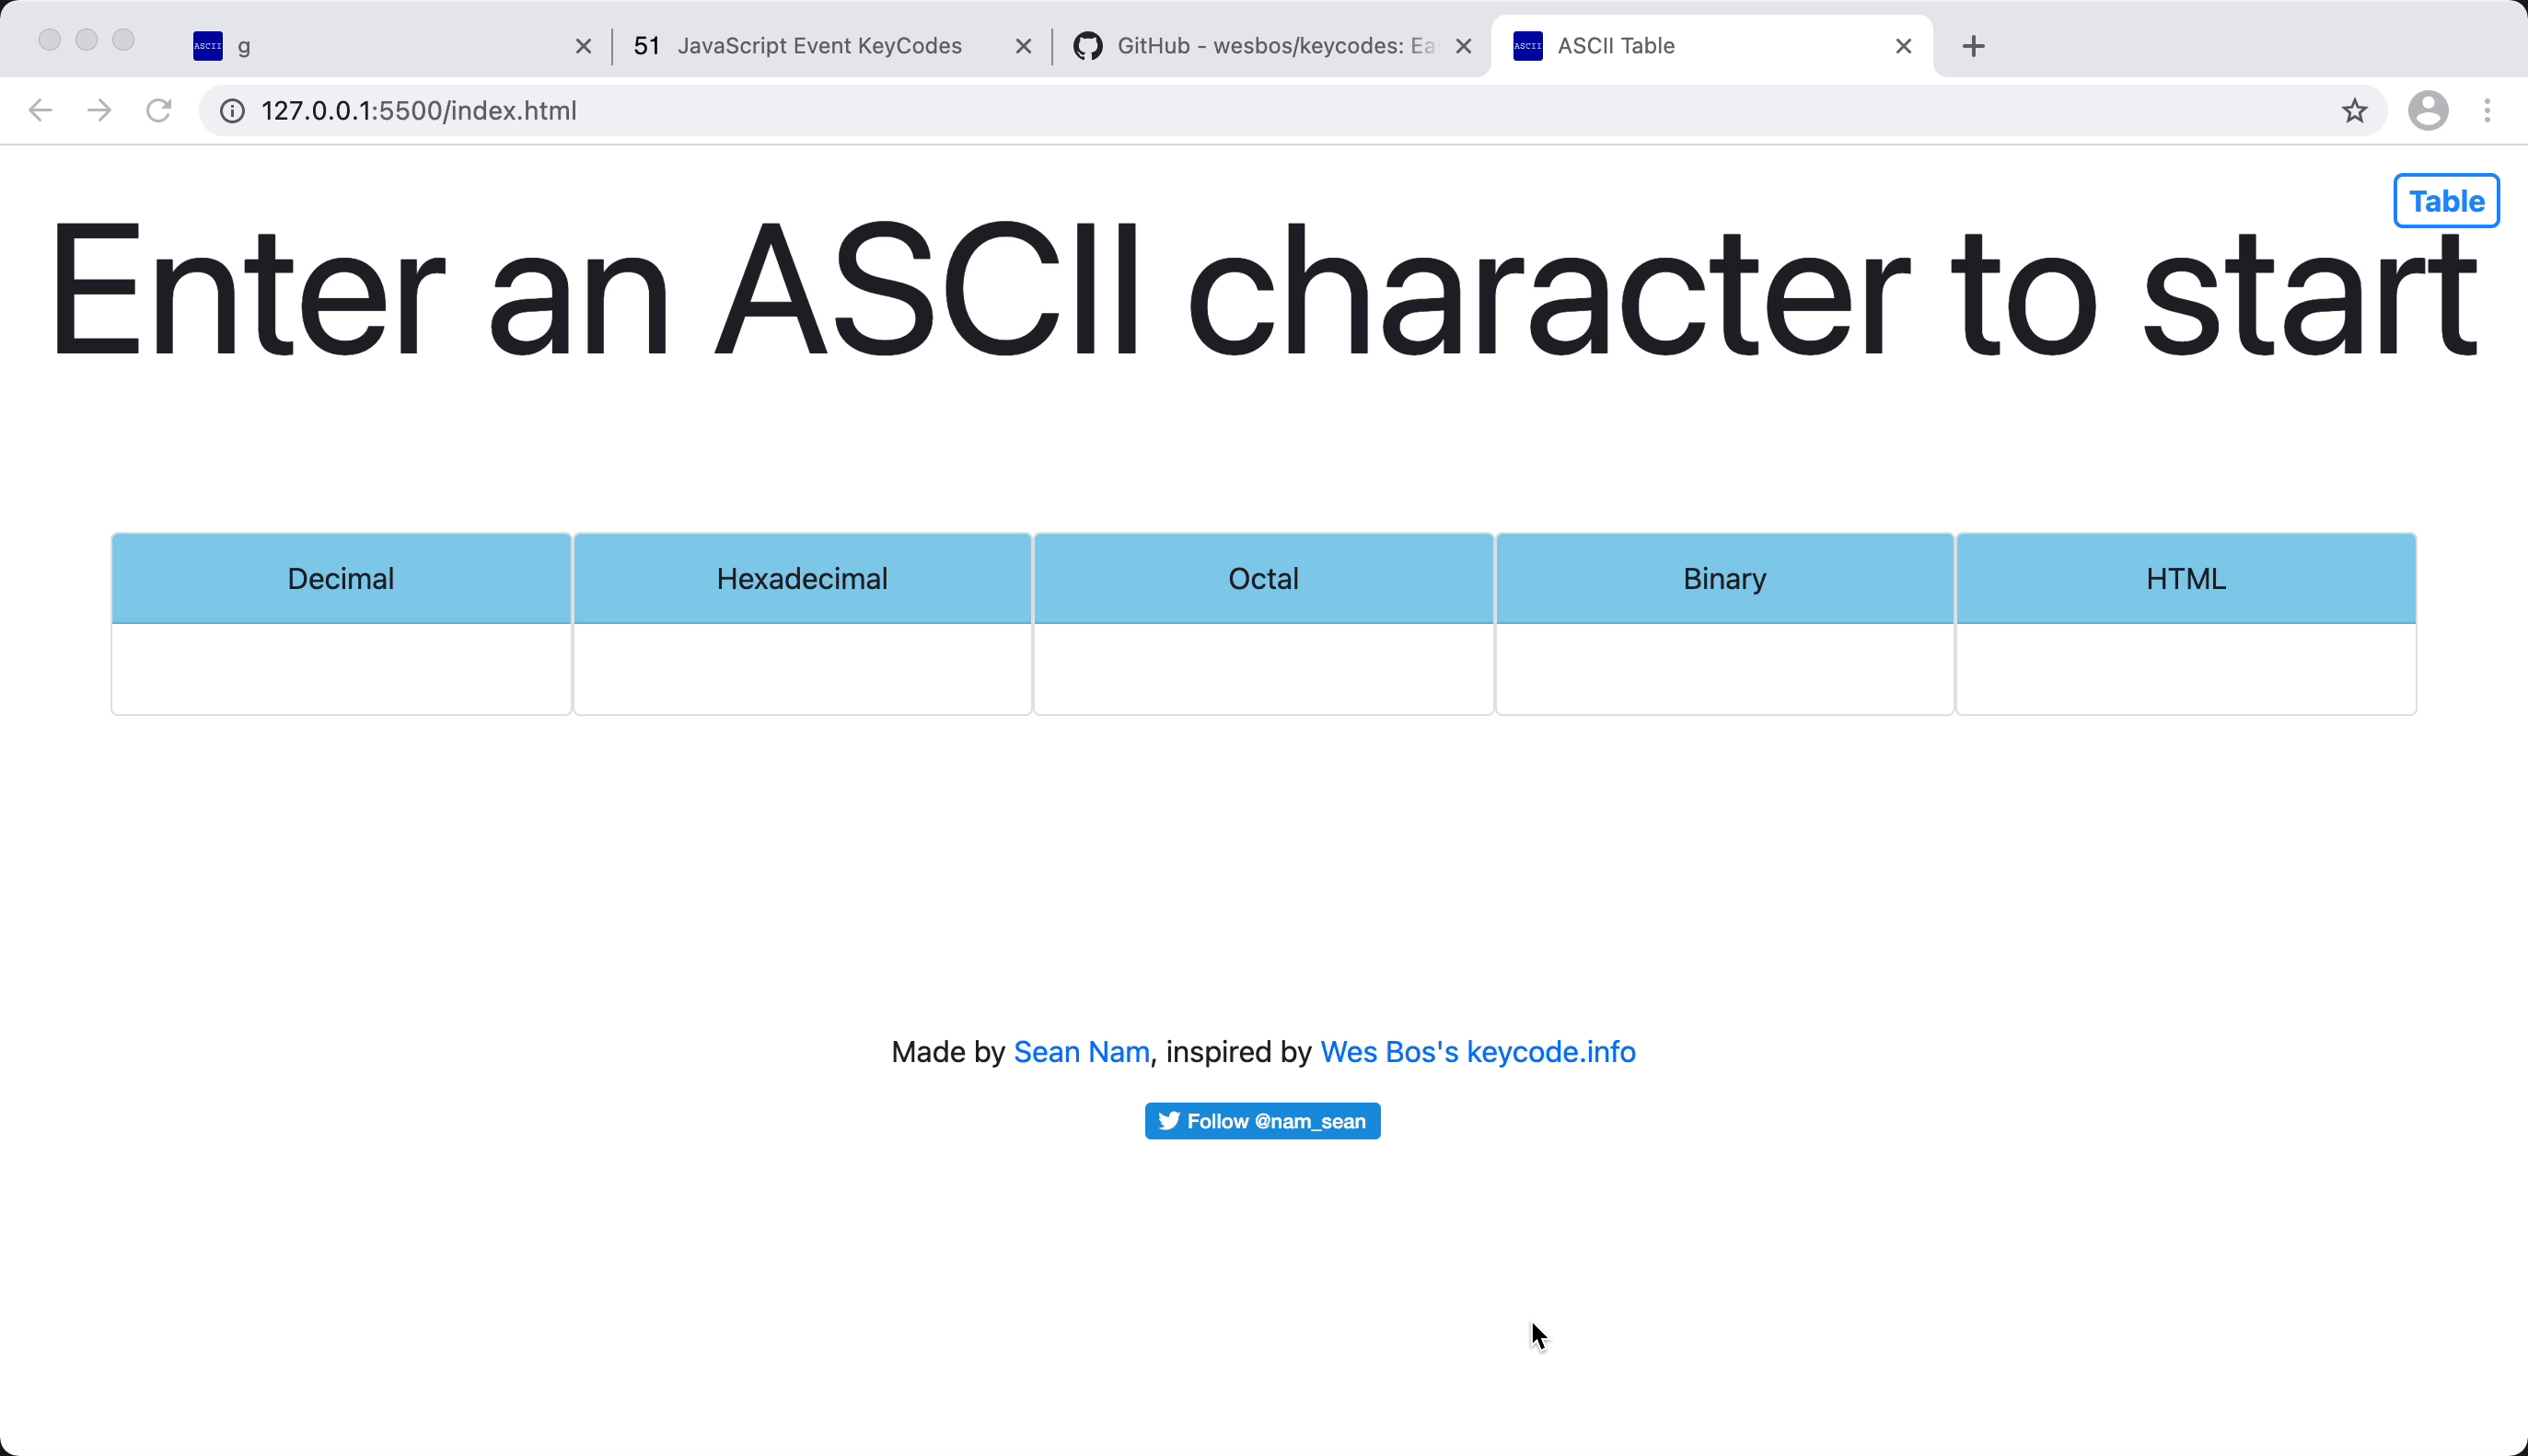 ASCII g
51 JavaScript Event KeyCodes
GitHub - wesbos/keycodes: Ea
ASCII ASCII Table
127.0.0.1:5500/index.html
Table
Enter an ASCII character to start
Decimal Hexadecimal Octal Binary HTML
Made by Sean Nam, inspired by Wes Bos's keycode.info
Follow @nam_sean